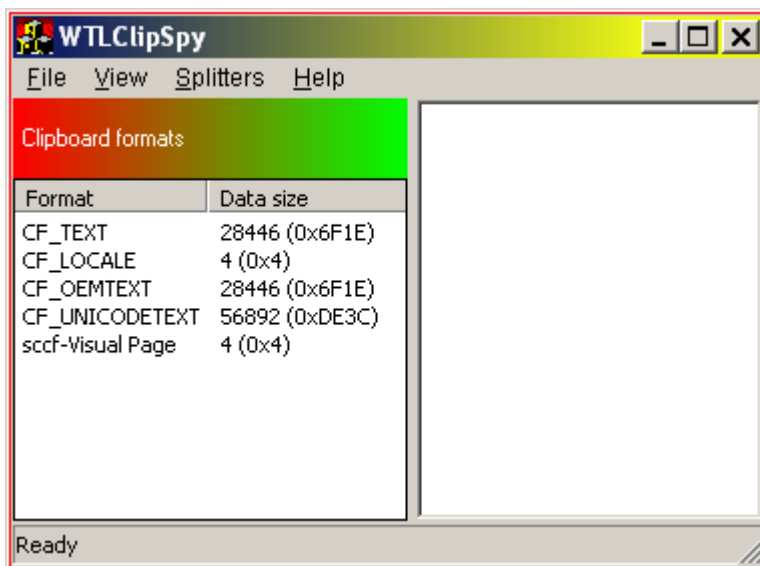 WTLClipSpy
File View Splitters Help
Clipboard formats
Format Data size
CF_TEXT 28446 (0x6F1E)
CF_LOCALE 4 (0x4)
CF_OEMTEXT 28446 (0x6F1E)
CF_UNICODETEXT 56892 (0xDE3C)
sccf-Visual Page 4 (0x4)
Ready